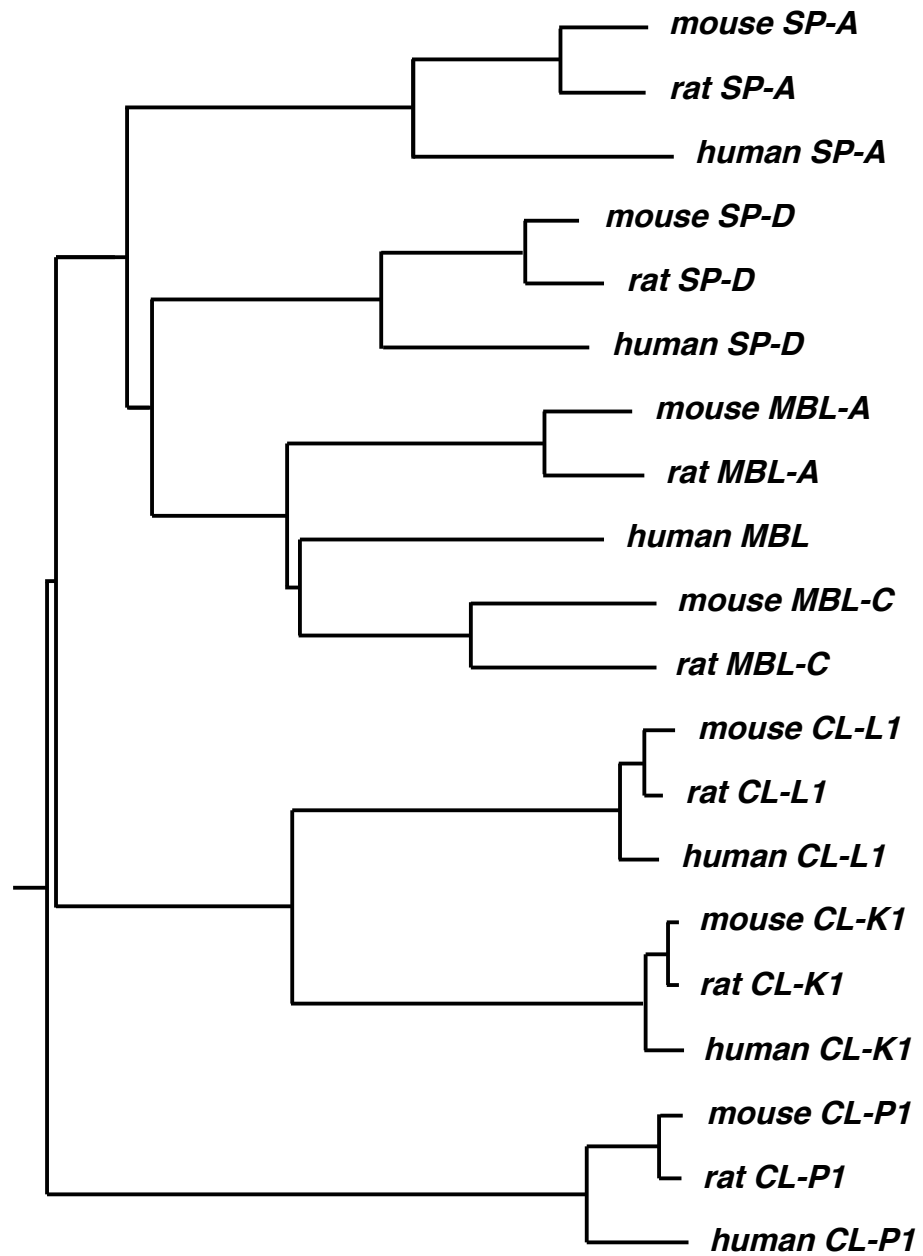 mouse SP-A
rat SP-A
human SP-A
mouse SP-D
rat SP-D
human SP-D
mouse MBL-A
rat MBL-A
human MBL
mouse MBL-C
rat MBL-C
mouse CL-L1
rat CL-L1
human CL-L1
mouse CL-K1
rat CL-K1
human CL-K1
mouse CL-P1
rat CL-P1
human CL-P1